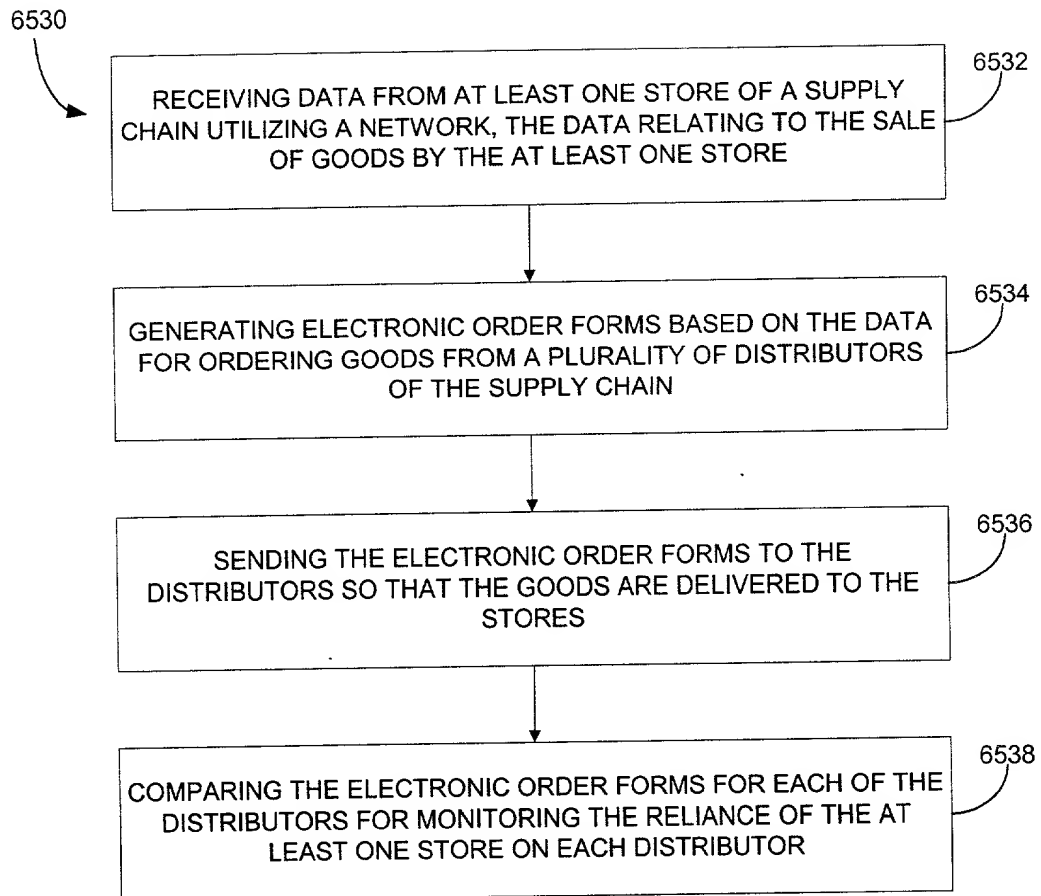 6530
6532
RECEIVING DATA FROM AT LEAST ONE STORE OF A SUPPLY
CHAIN UTILIZING A NETWORK, THE DATA RELATING TO THE SALE
OF GOODS BY THE AT LEAST ONE STORE
6534
GENERATING ELECTRONIC ORDER FORMS BASED ON THE DATA
FOR ORDERING GOODS FROM A PLURALITY OF DISTRIBUTORS
OF THE SUPPLY CHAIN
6536
SENDING THE ELECTRONIC ORDER FORMS TO THE
DISTRIBUTORS SO THAT THE GOODS ARE DELIVERED TO THE
STORES
6538
COMPARING THE ELECTRONIC ORDER FORMS FOR EACH OF THE
DISTRIBUTORS FOR MONITORING THE RELIANCE OF THE AT
LEAST ONE STORE ON EACH DISTRIBUTOR